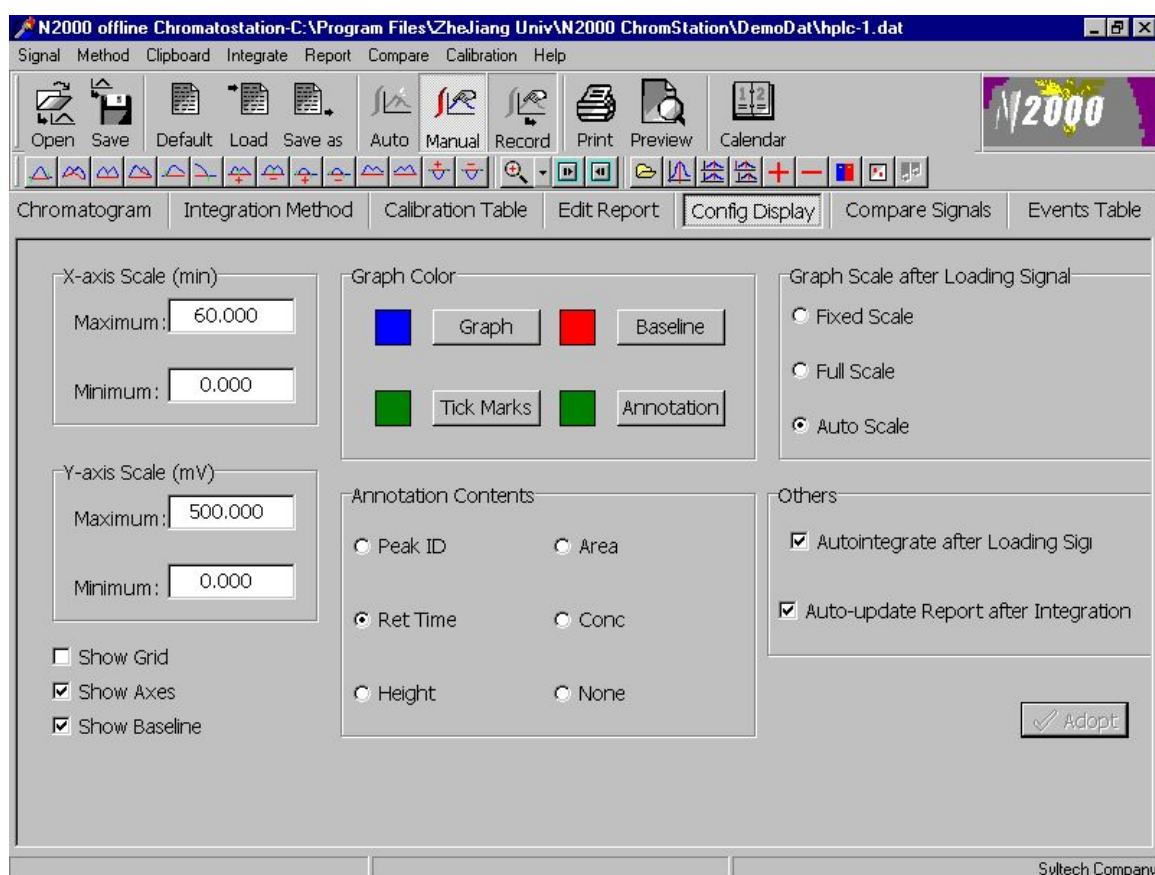 N2000 offline Chromatostation-C:\Program Files\ZheJiang Univ\N2000 ChromStation\DemoDat\hplc-1.dat
Signal Method Clipboard Integrate Report Compare Calibration Help
Open Save Default Load Save as Auto Manual Record Print Preview Calendar
N2000
Chromatogram Integration Method Calibration Table Edit Report Config Display Compare Signals Events Table
X-axis Scale (min)
Maximum: 60.000
Minimum: 0.000
Y-axis Scale (mV)
Maximum: 500.000
Minimum: 0.000
Show Grid
Show Axes
Show Baseline
Graph Color
Graph Baseline
Tick Marks Annotation
Annotation Contents
Peak ID Area
Ret Time Conc
Height None
Graph Scale after Loading Signal
Fixed Scale
Full Scale
Auto Scale
Others
Autointegrate after Loading Sig
Auto-update Report after Integration
Adopt
Sultech Company